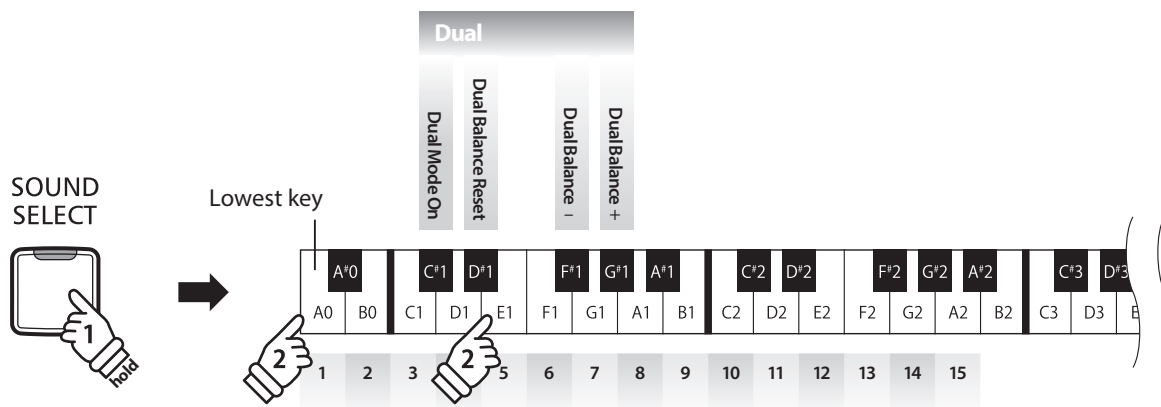 Dual
Dual Mode On
Dual Balance Reset
Dual Balance −
Dual Balance +
SOUND
SELECT
Lowest key
A#0 C#1 D#1 F#1 G#1 A#1 C#2 D#2 F#2 G#2 A#2 C#3 D#3
A0 B0 C1 D1 E1 F1 G1 A1 B1 C2 D2 E2 F2 G2 A2 B2 C3 D3 E
1
hold
2 2
1 2 3 5 6 7 8 9 10 11 12 13 14 15